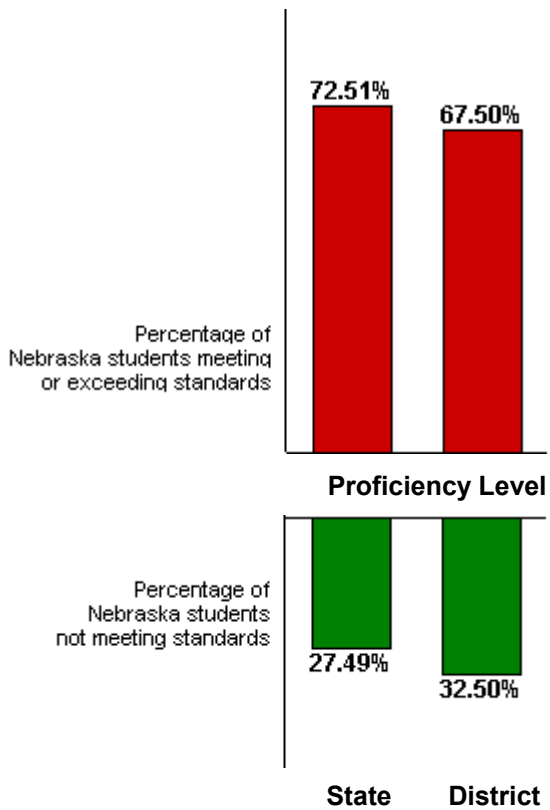 72.51%
67.50%
Percentage of
Nebraska students meeting
or exceeding standards
Proficiency Level
Percentage of
Nebraska students
not meeting standards
27.49%
32.50%
State District